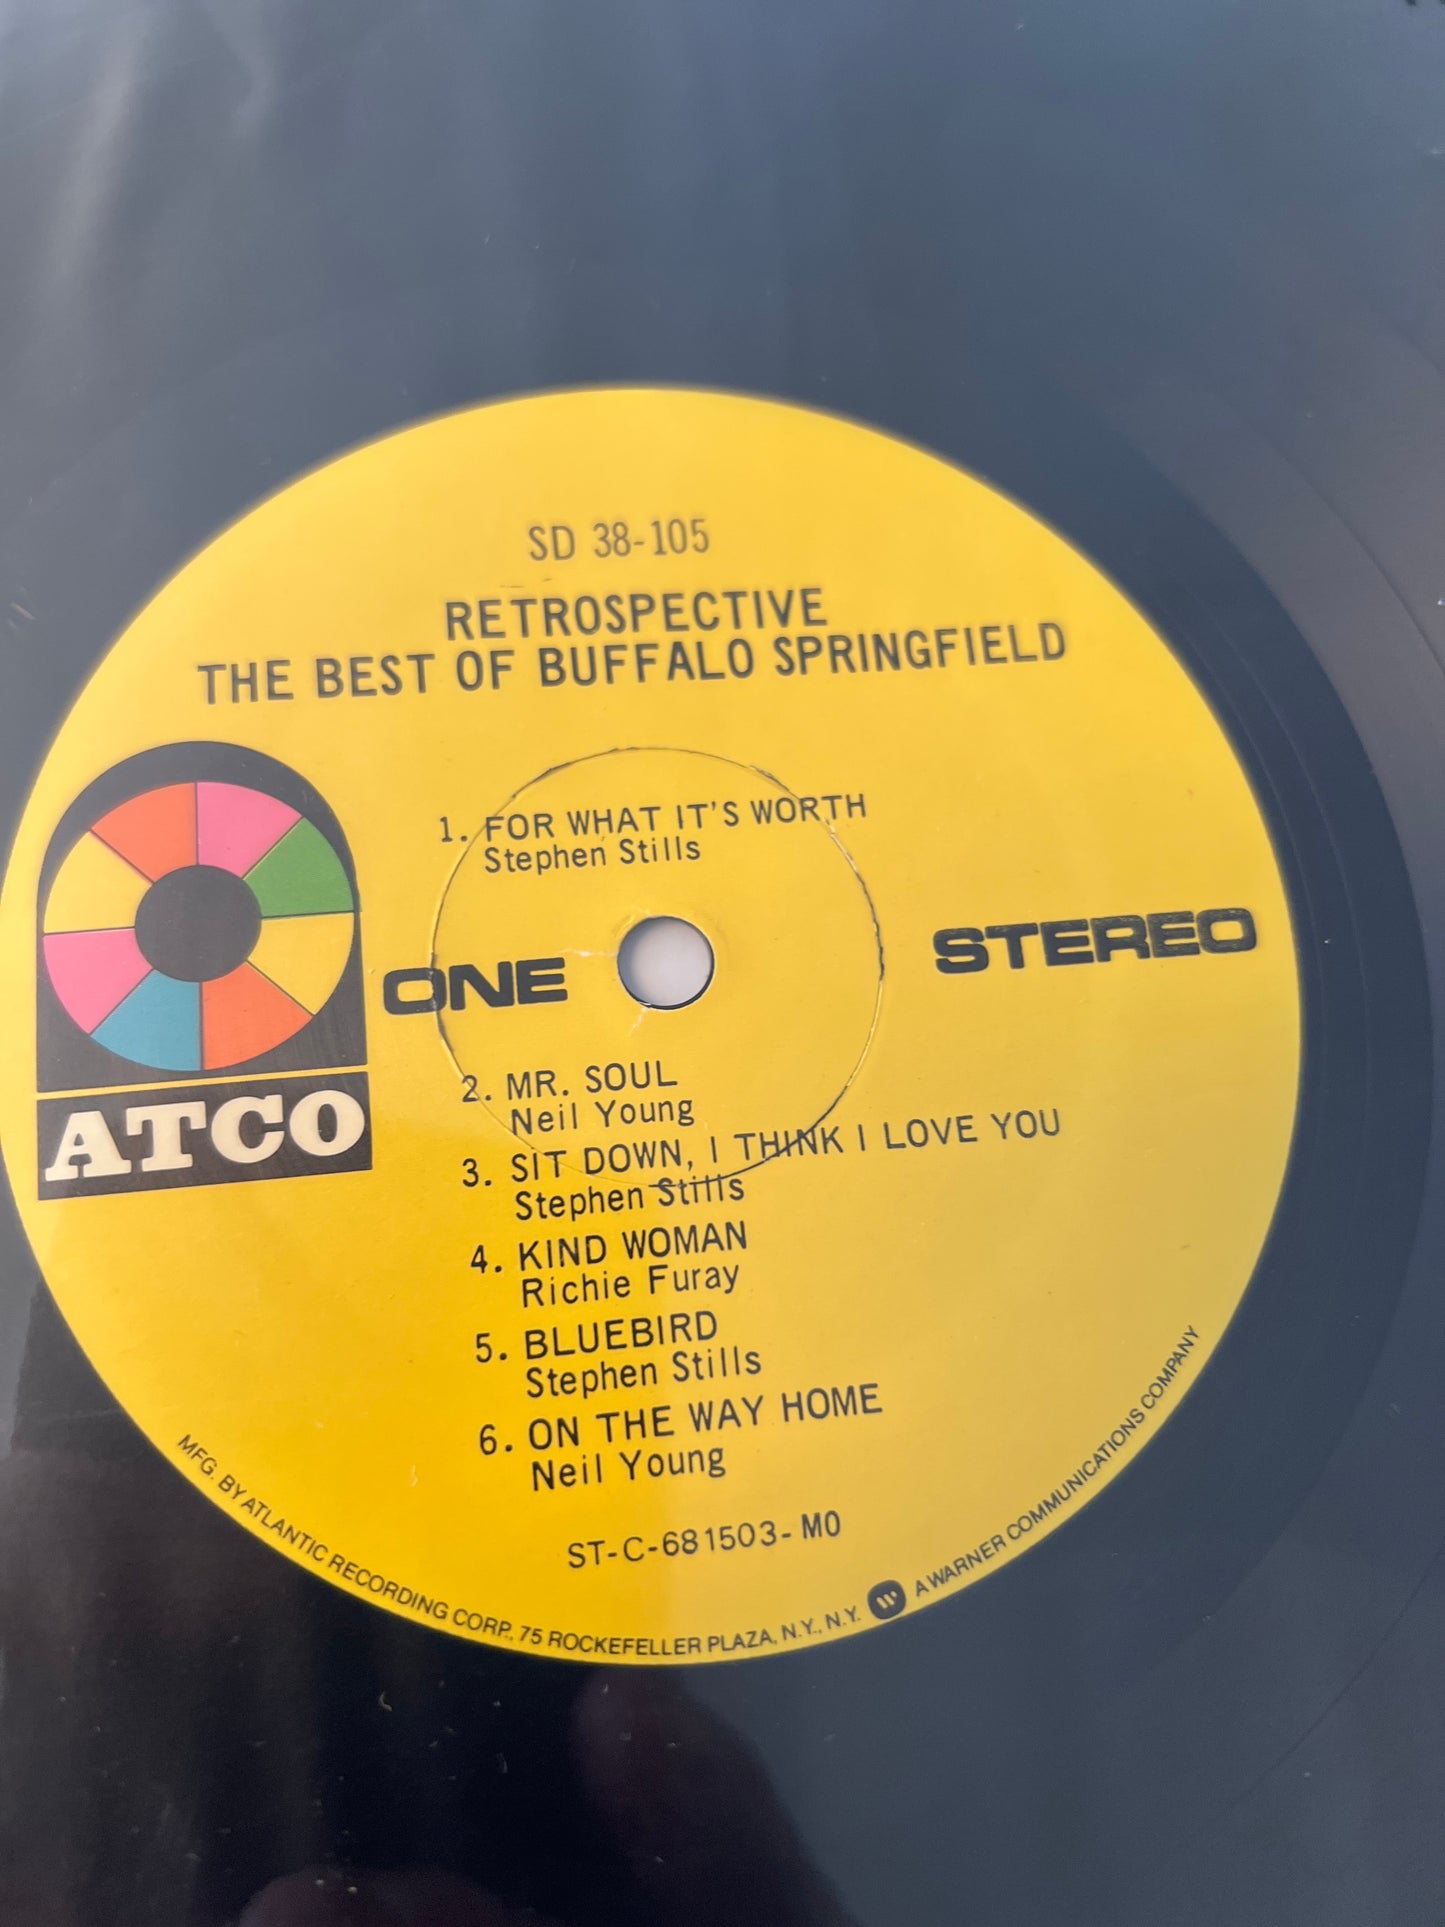 SD 38-105
RETROSPECTIVE
THE BEST OF BUFFALO SPRINGFIELD
1. FOR WHAT IT'S WORTH
Stephen Stills
ONE
STEREO
ATCO
2. MR. SOUL
Neil Young
3. SIT DOWN, I THINK I LOVE YOU
Stephen Stills
4. KIND WOMAN
Richie Furay
5. BLUEBIRD
Stephen Stills
6. ON THE WAY HOME
Neil Young
ST-C-681503-MO
MFG. BY ATLANTIC RECORDING CORP., 75 ROCKEFELLER PLAZA, N.Y., N.Y. W A WARNER COMMUNICATIONS COMPANY